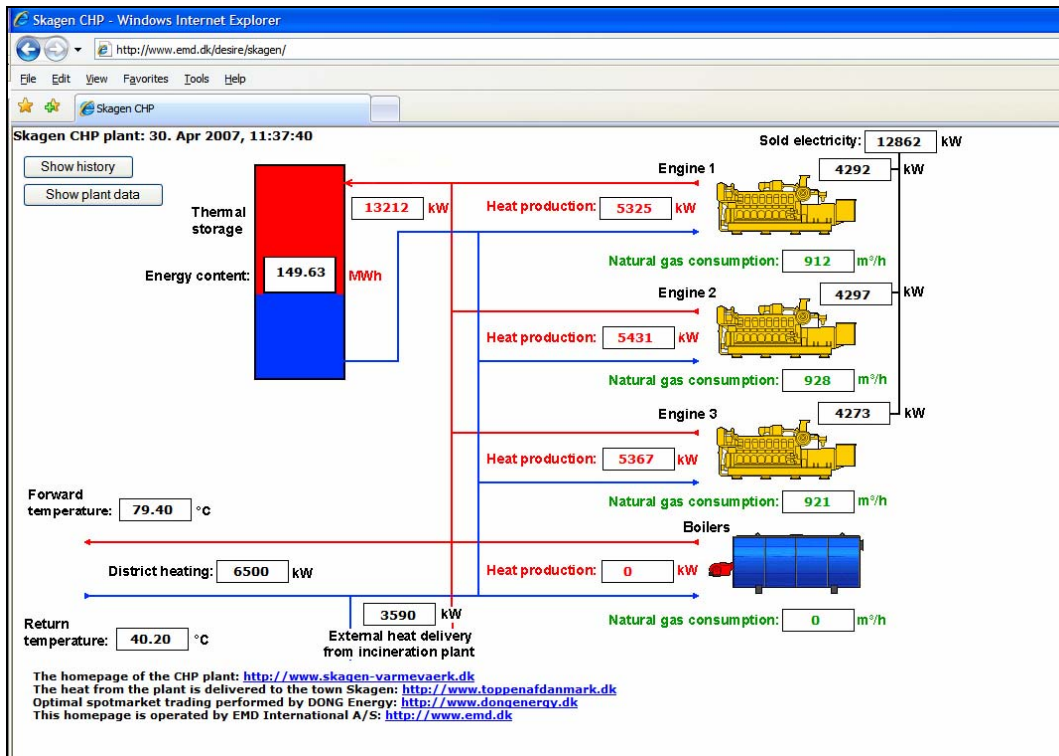 Skagen CHP - Windows Internet Explorer
http://www.emd.dk/desire/skagen/
File Edit View Favorites Tools Help
Skagen CHP
Skagen CHP plant: 30. Apr 2007, 11:37:40
Sold electricity: 12862 kW
Show history
Show plant data
Engine 1
4292 kW
Thermal
storage
13212 kW
Heat production: 5325 kW
Natural gas consumption: 912 m³/h
Energy content: 149.63 MWh
Engine 2
4297 kW
Heat production: 5431 kW
Natural gas consumption: 928 m³/h
Engine 3
4273 kW
Heat production: 5367 kW
Natural gas consumption: 921 m³/h
Forward
temperature: 79.40 °C
Boilers
District heating: 6500 kW
Heat production: 0 kW
3590 kW
External heat delivery
from incineration plant
Natural gas consumption: 0 m³/h
Return
temperature: 40.20 °C
The homepage of the CHP plant: http://www.skagen-varmevaerk.dk
The heat from the plant is delivered to the town Skagen: http://www.toppenafdanmark.dk
Optimal spotmarket trading performed by DONG Energy: http://www.dongenergy.dk
This homepage is operated by EMD International A/S: http://www.emd.dk